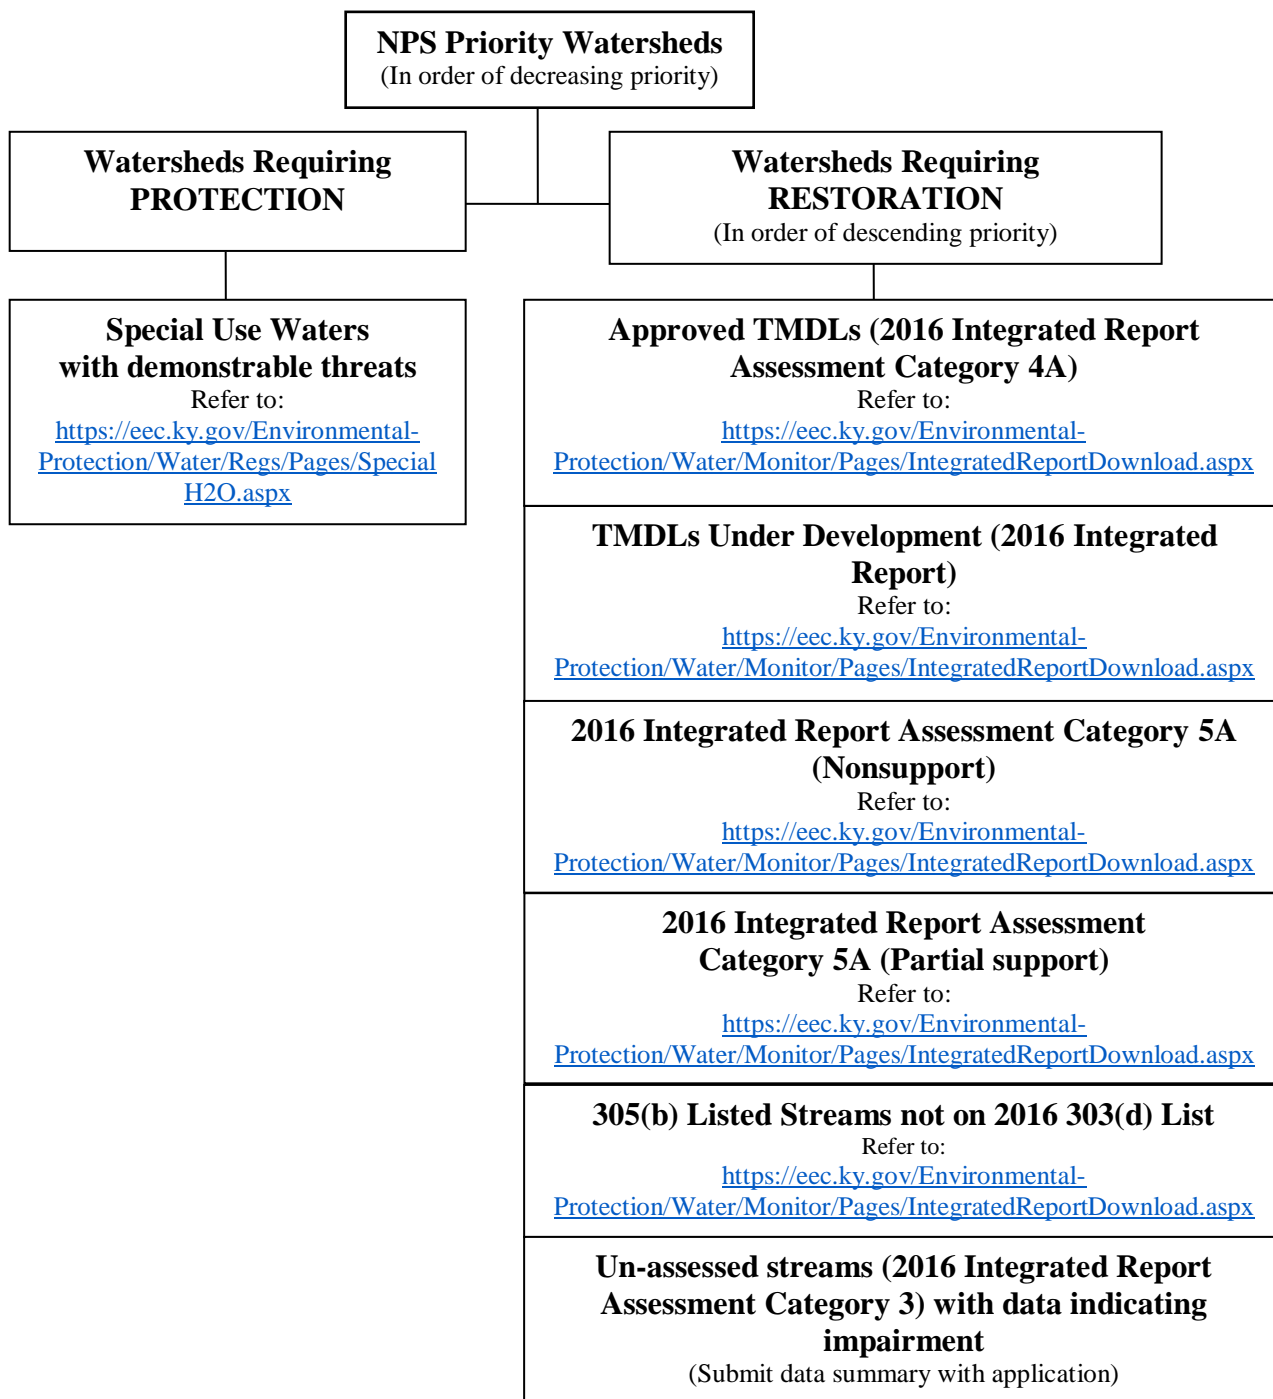 NPS Priority Watersheds
(In order of decreasing priority)
Watersheds Requiring
PROTECTION
Watersheds Requiring
RESTORATION
(In order of descending priority)
Special Use Waters
with demonstrable threats
Refer to:
https://eec.ky.gov/Environmental-
Protection/Water/Regs/Pages/Special
H2O.aspx
Approved TMDLs (2016 Integrated Report
Assessment Category 4A)
Refer to:
https://eec.ky.gov/Environmental-
Protection/Water/Monitor/Pages/IntegratedReportDownload.aspx
TMDLs Under Development (2016 Integrated
Report)
Refer to:
https://eec.ky.gov/Environmental-
Protection/Water/Monitor/Pages/IntegratedReportDownload.aspx
2016 Integrated Report Assessment Category 5A
(Nonsupport)
Refer to:
https://eec.ky.gov/Environmental-
Protection/Water/Monitor/Pages/IntegratedReportDownload.aspx
2016 Integrated Report Assessment
Category 5A (Partial support)
Refer to:
https://eec.ky.gov/Environmental-
Protection/Water/Monitor/Pages/IntegratedReportDownload.aspx
305(b) Listed Streams not on 2016 303(d) List
Refer to:
https://eec.ky.gov/Environmental-
Protection/Water/Monitor/Pages/IntegratedReportDownload.aspx
Un-assessed streams (2016 Integrated Report
Assessment Category 3) with data indicating
impairment
(Submit data summary with application)